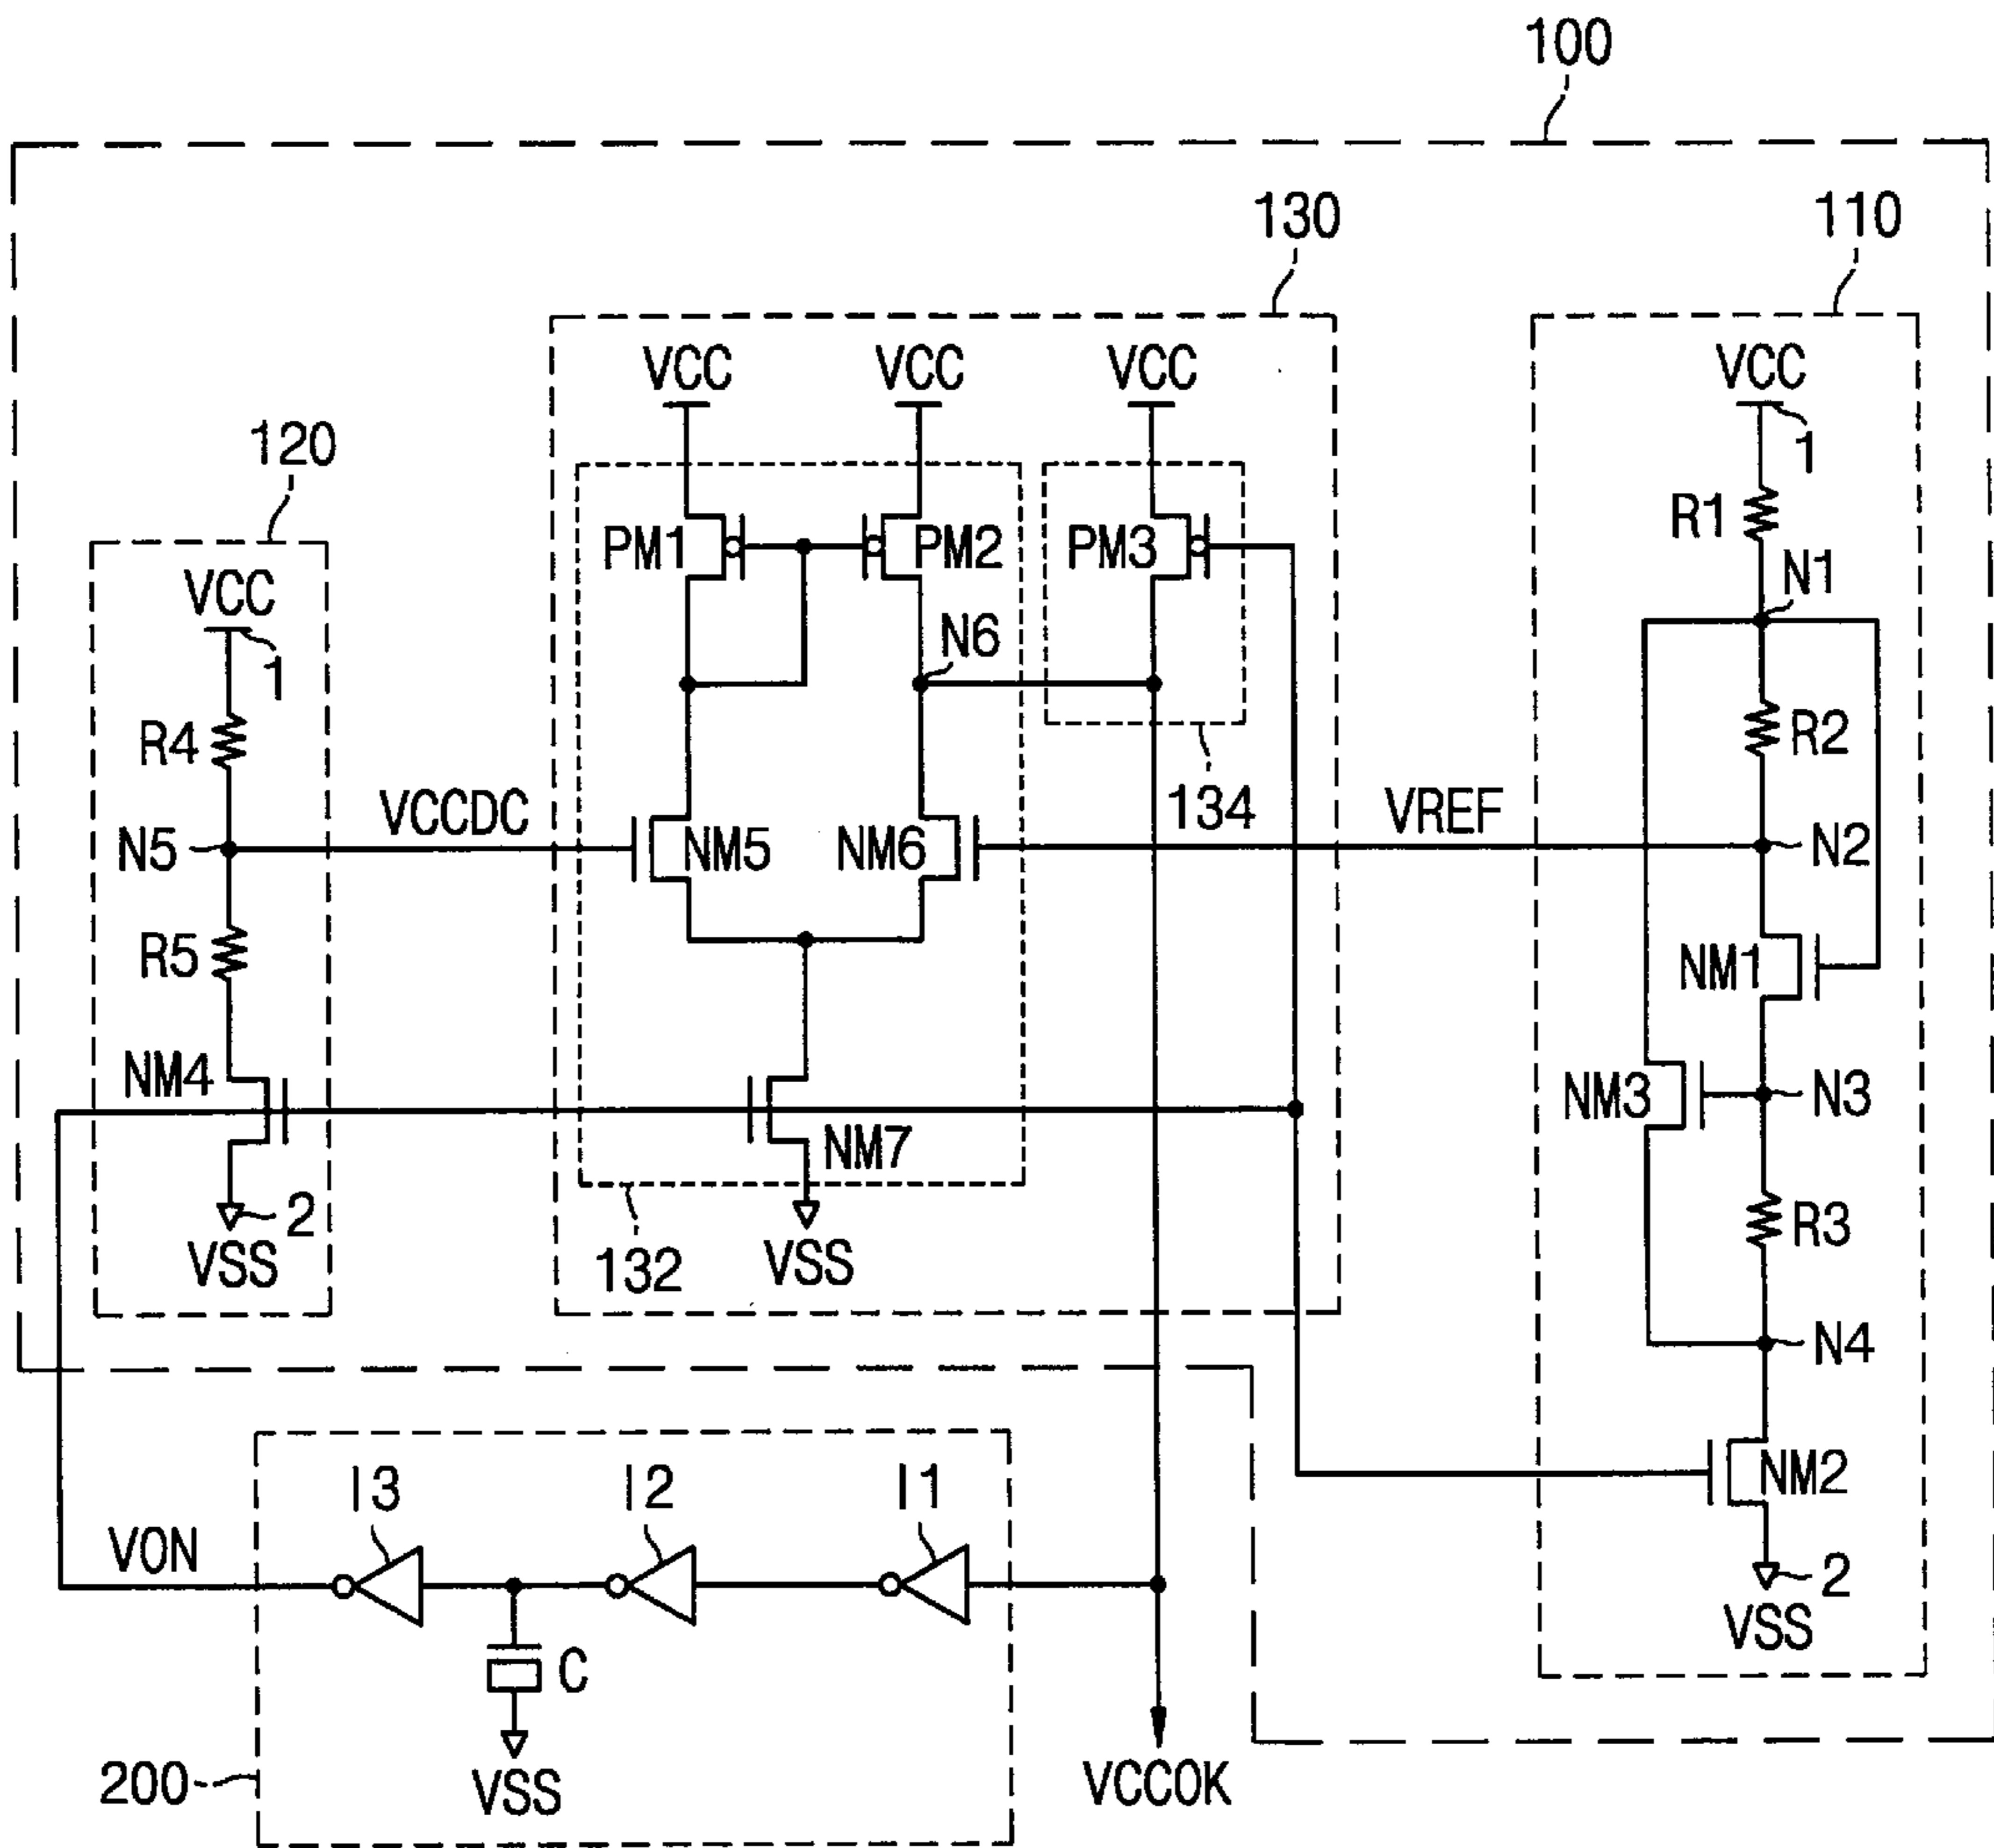 100
130
110
VCC
VCC
VCC
VCC
1
120
R1
PM1
PM2
PM3
N1
VCC
1
N6
R4
R2
134
VCCDC
VREF
N5
NM5
NM6
N2
R5
NM1
NM4
NM3
N3
NM7
2
R3
VSS
132
VSS
N4
I3
I2
I1
NM2
VON
2
C
VSS
200
VSS
VCCOK